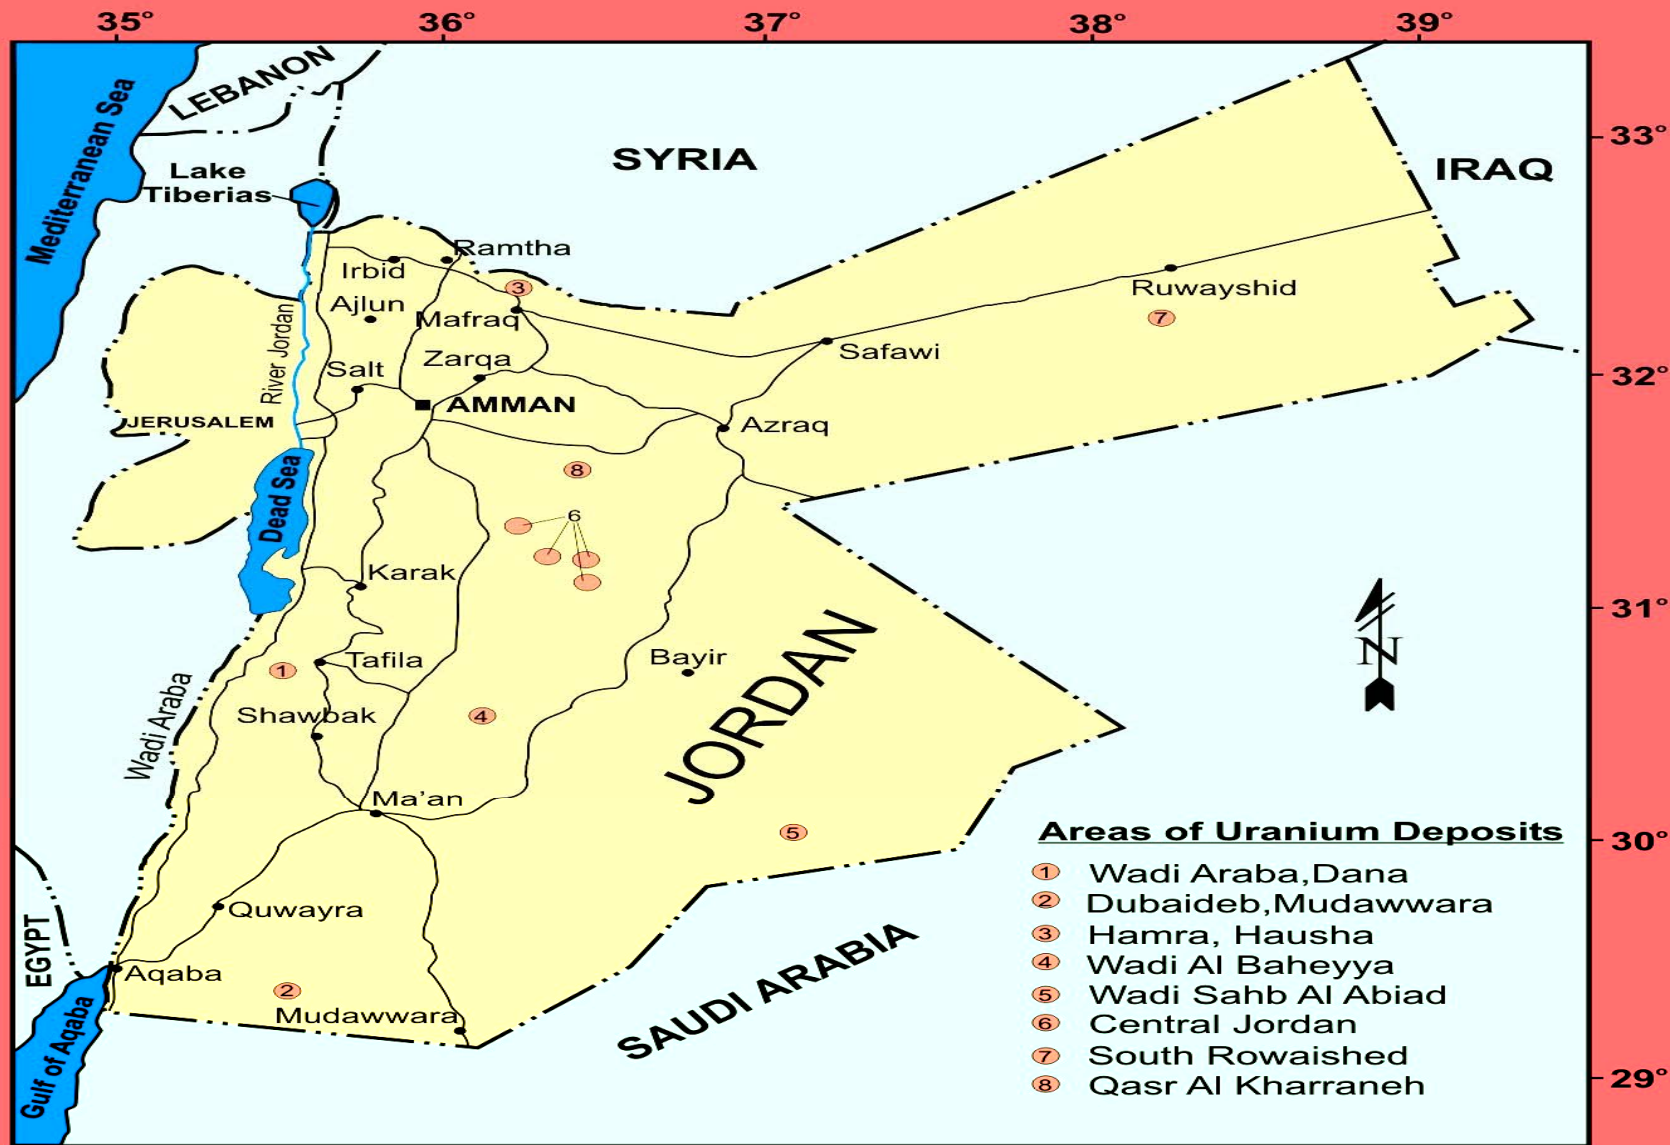 35° 36° 37° 38° 39°
LEBANON
Mediterranean Sea
33°
SYRIA
IRAQ
Lake
Tiberias
Ramtha
Irbid
3
Ruwayshid
Ajlun
Mafraq
7
River Jordan
Safawi
Zarqa
Salt
32°
AMMAN
JERUSALEM
Azraq
8
Dead Sea
6
Karak
31°
JORDAN
N
Tafila
1
Bayir
Wadi Araba
Shawbak
4
Ma'an
5
30°
Quwayra
EGYPT
Aqaba
2
Mudawwara
SAUDI ARABIA
Gulf of Aqaba
29°
Areas of Uranium Deposits
1 Wadi Araba,Dana
2 Dubaideb,Mudawwara
3 Hamra, Hausha
4 Wadi Al Baheyya
5 Wadi Sahb Al Abiad
6 Central Jordan
7 South Rowaished
8 Qasr Al Kharraneh